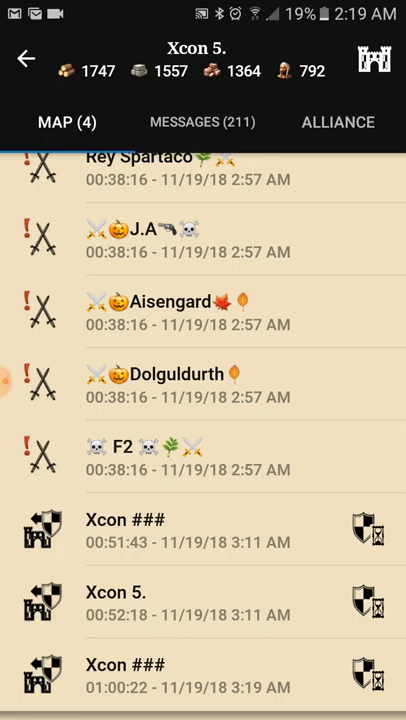 19% 2:19 AM
Xcon 5.
1747 1557 1364 792
MAP (4) MESSAGES (211) ALLIANCE
Rey Spartaco🌿⚔️
00:38:16 - 11/19/18 2:57 AM
⚔️🎃J.A🔫☠️
00:38:16 - 11/19/18 2:57 AM
⚔️🎃Aisengard🍁🍂
00:38:16 - 11/19/18 2:57 AM
⚔️🎃Dolguldurth🍂
00:38:16 - 11/19/18 2:57 AM
☠️ F2 ☠️🌿⚔️
00:38:16 - 11/19/18 2:57 AM
Xcon ###
00:51:43 - 11/19/18 3:11 AM
Xcon 5.
00:52:18 - 11/19/18 3:11 AM
Xcon ###
01:00:22 - 11/19/18 3:19 AM